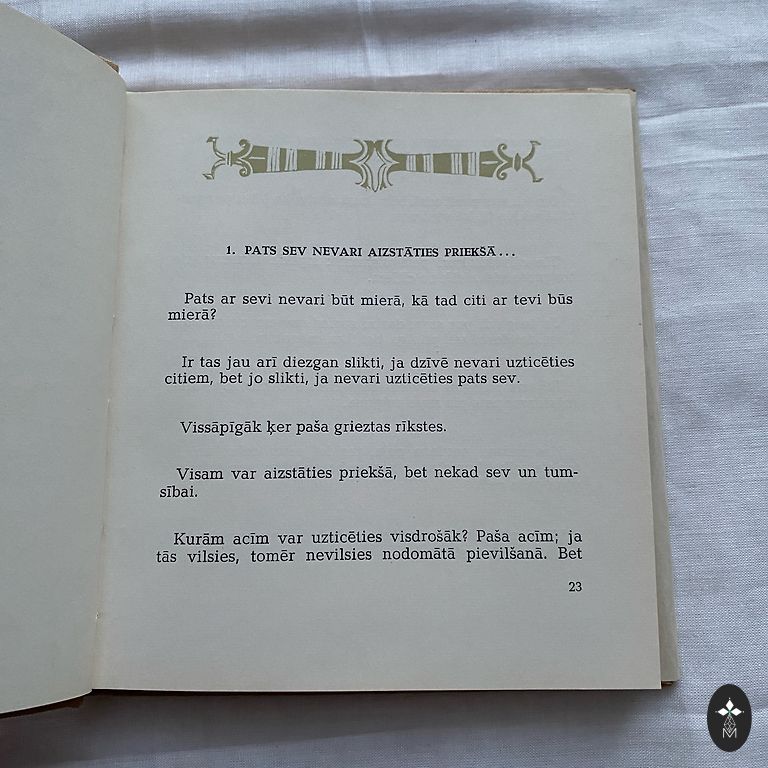 1. PATS SEV NEVARI AIZSTĀTIES PRIEKŠĀ...
Pats ar sevi nevari būt mierā, kā tad citi ar tevi būs
mierā?
Ir tas jau arī diezgan slikti, ja dzīvē nevari uzticēties
citiem, bet jo slikti, ja nevari uzticēties pats sev.
Vissāpīgāk ķer paša grieztas rīkstes.
Visam var aizstāties priekšā, bet nekad sev un tum-
sībai.
Kurām acīm var uzticēties visdrošāk? Paša acīm; ja
tās vilsies, tomēr nevilsies nodomātā pievilšanā. Bet
23
M